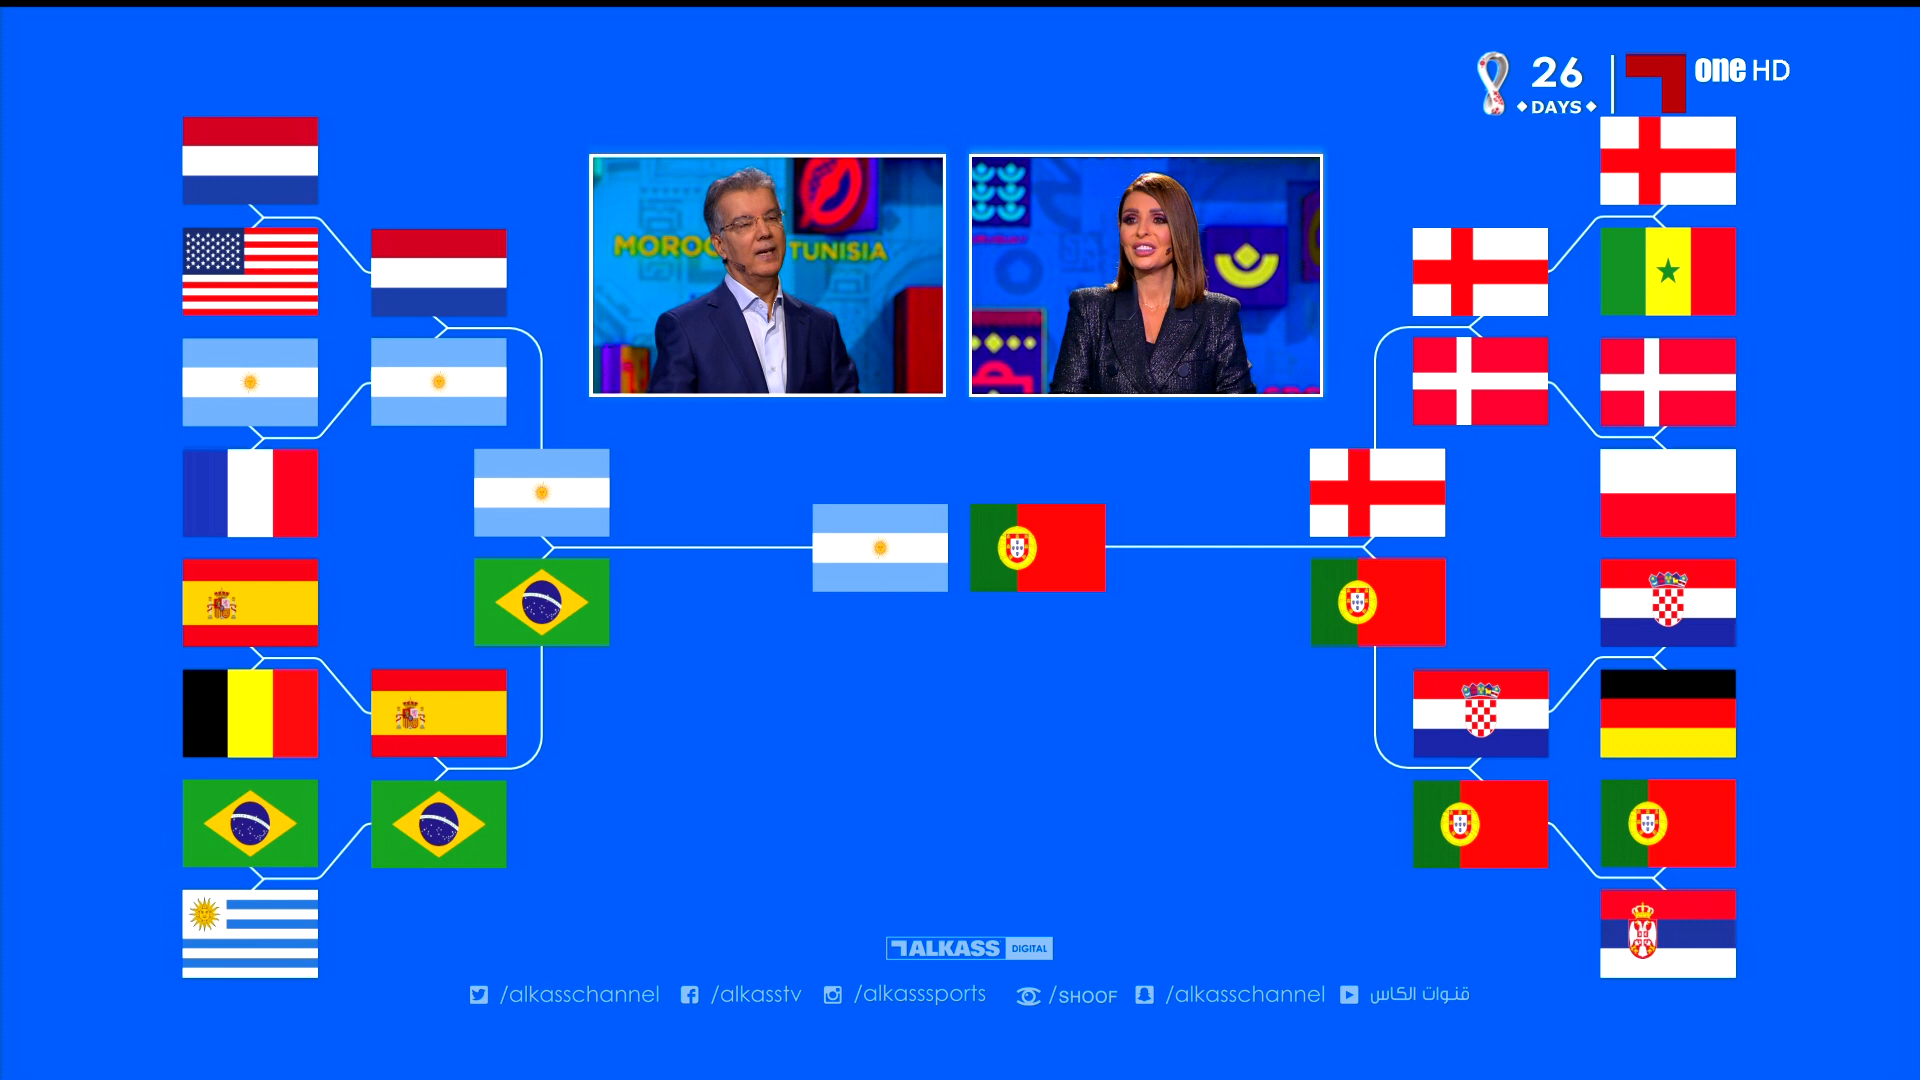 26
DAYS
one HD
MOROC
TUNISIA
ALKASS DIGITAL
/alkasschannel
/alkasstv
/alkasssports
/SHOOF
/alkasschannel
قنوات الكاس